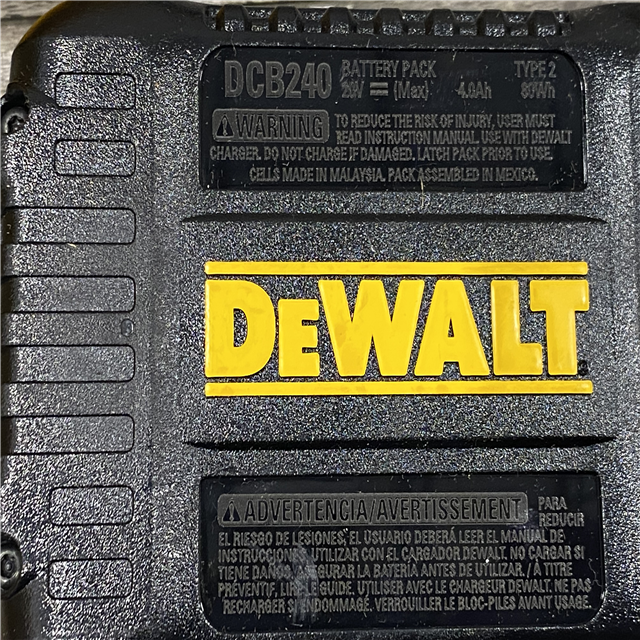 DCB240 BATTERY PACK TYPE 2
20V ⎓ (Max) 4.0Ah 80Wh
⚠WARNING TO REDUCE THE RISK OF INJURY, USER MUST
READ INSTRUCTION MANUAL. USE WITH DEWALT
CHARGER. DO NOT CHARGE IF DAMAGED. LATCH PACK PRIOR TO USE.
CELLS MADE IN MALAYSIA. PACK ASSEMBLED IN MEXICO.
DEWALT
⚠ADVERTENCIA/AVERTISSEMENT PARA
REDUCIR
EL RIESGO DE LESIONES, EL USUARIO DEBERÁ LEER EL MANUAL DE
INSTRUCCIONES. UTILIZAR CON EL CARGADOR DEWALT. NO CARGAR SI
TIENE DAÑOS. ASEGURAR LA BATERÍA ANTES DE UTILIZAR. / À TITRE
PREVENTIF, LIRE LE GUIDE. UTILISER AVEC LE CHARGEUR DEWALT. NE PAS
RECHARGER SI ENDOMMAGÉ. VERROUILLER LE BLOC-PILES AVANT USAGE.